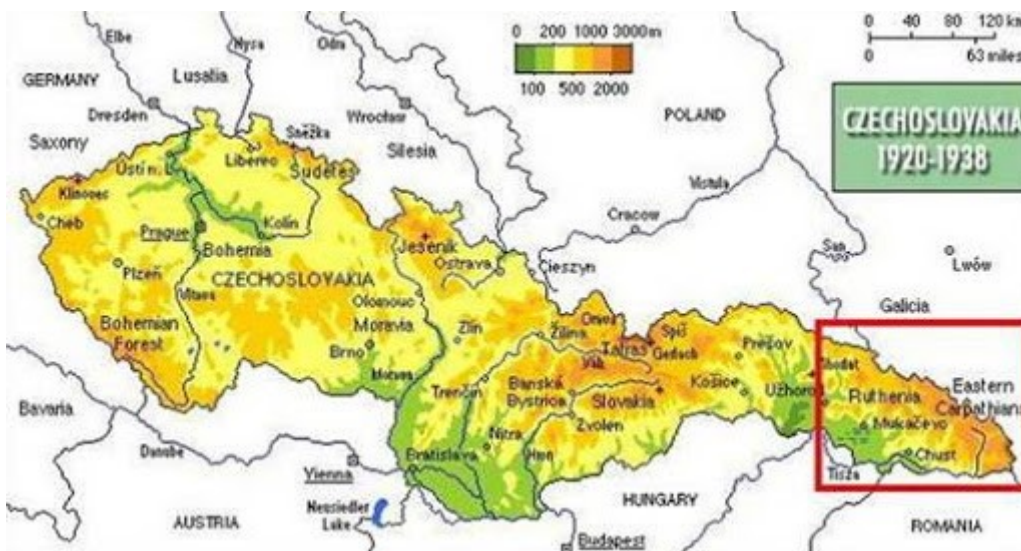 Elbe
Nysa
Odra
0 200 1000 3000m
100 500 2000
0 40 80 120 km
63 miles
GERMANY
Lusatia
Dresden
Wrocław
POLAND
CZECHOSLOVAKIA
1920-1938
Saxony
Sněžka
Silesia
Ústí n. L.
Liberec
Sudetes
Klínovec
Vistula
Cheb
Kolín
Cracow
Prague
Bohemia
Jeseník
San
Lwów
Plzeň
Ostrava
Cieszyn
CZECHOSLOVAKIA
Vltava
Olomouc
Galicia
Bohemian
Forest
Moravia
Zlín
Žilina
Orava
Spiš
Brno
Tatras
Gerlach
Prešov
Morava
Váh
Trenčín
Banská
Bystrica
Slovakia
Košice
Užhorod
Ruthenia
Eastern
Carpathians
Bavaria
Zvolen
Mukačevo
Nitra
Hron
Chust
Danube
Bratislava
Vienna
Tisza
Neusiedler
Lake
HUNGARY
AUSTRIA
ROMANIA
Budapest